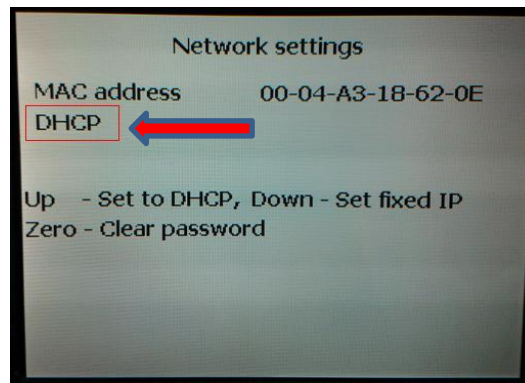 Network settings
MAC address 00-04-A3-18-62-0E
DHCP
Up - Set to DHCP, Down - Set fixed IP
Zero - Clear password